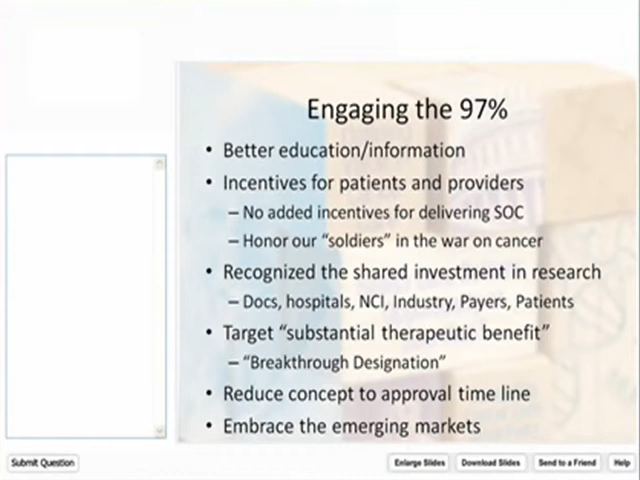 Engaging the 97%
• Better education/information
• Incentives for patients and providers
– No added incentives for delivering SOC
– Honor our "soldiers" in the war on cancer
• Recognized the shared investment in research
– Docs, hospitals, NCI, Industry, Payers, Patients
• Target "substantial therapeutic benefit"
– "Breakthrough Designation"
• Reduce concept to approval time line
• Embrace the emerging markets
Submit Question
Enlarge Slides
Download Slides
Send to a Friend
Help